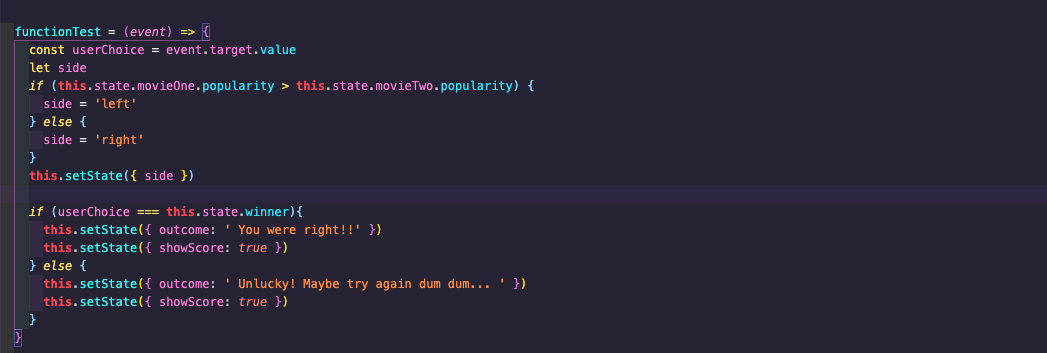 functionTest = (event) => {
  const userChoice = event.target.value
  let side
  if (this.state.movieOne.popularity > this.state.movieTwo.popularity) {
    side = 'left'
  } else {
    side = 'right'
  }
  this.setState({ side })
  if (userChoice === this.state.winner){
    this.setState({ outcome: ' You were right!!' })
    this.setState({ showScore: true })
  } else {
    this.setState({ outcome: ' Unlucky! Maybe try again dum dum... ' })
    this.setState({ showScore: true })
  }
}